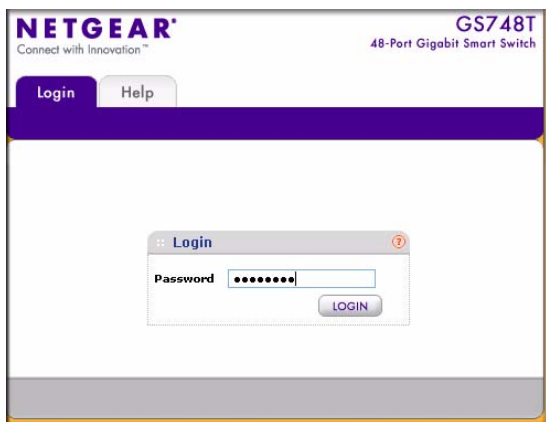 NETGEAR®
Connect with Innovation™
GS748T
48-Port Gigabit Smart Switch
Login
Help
Login
?
Password
••••••••
LOGIN